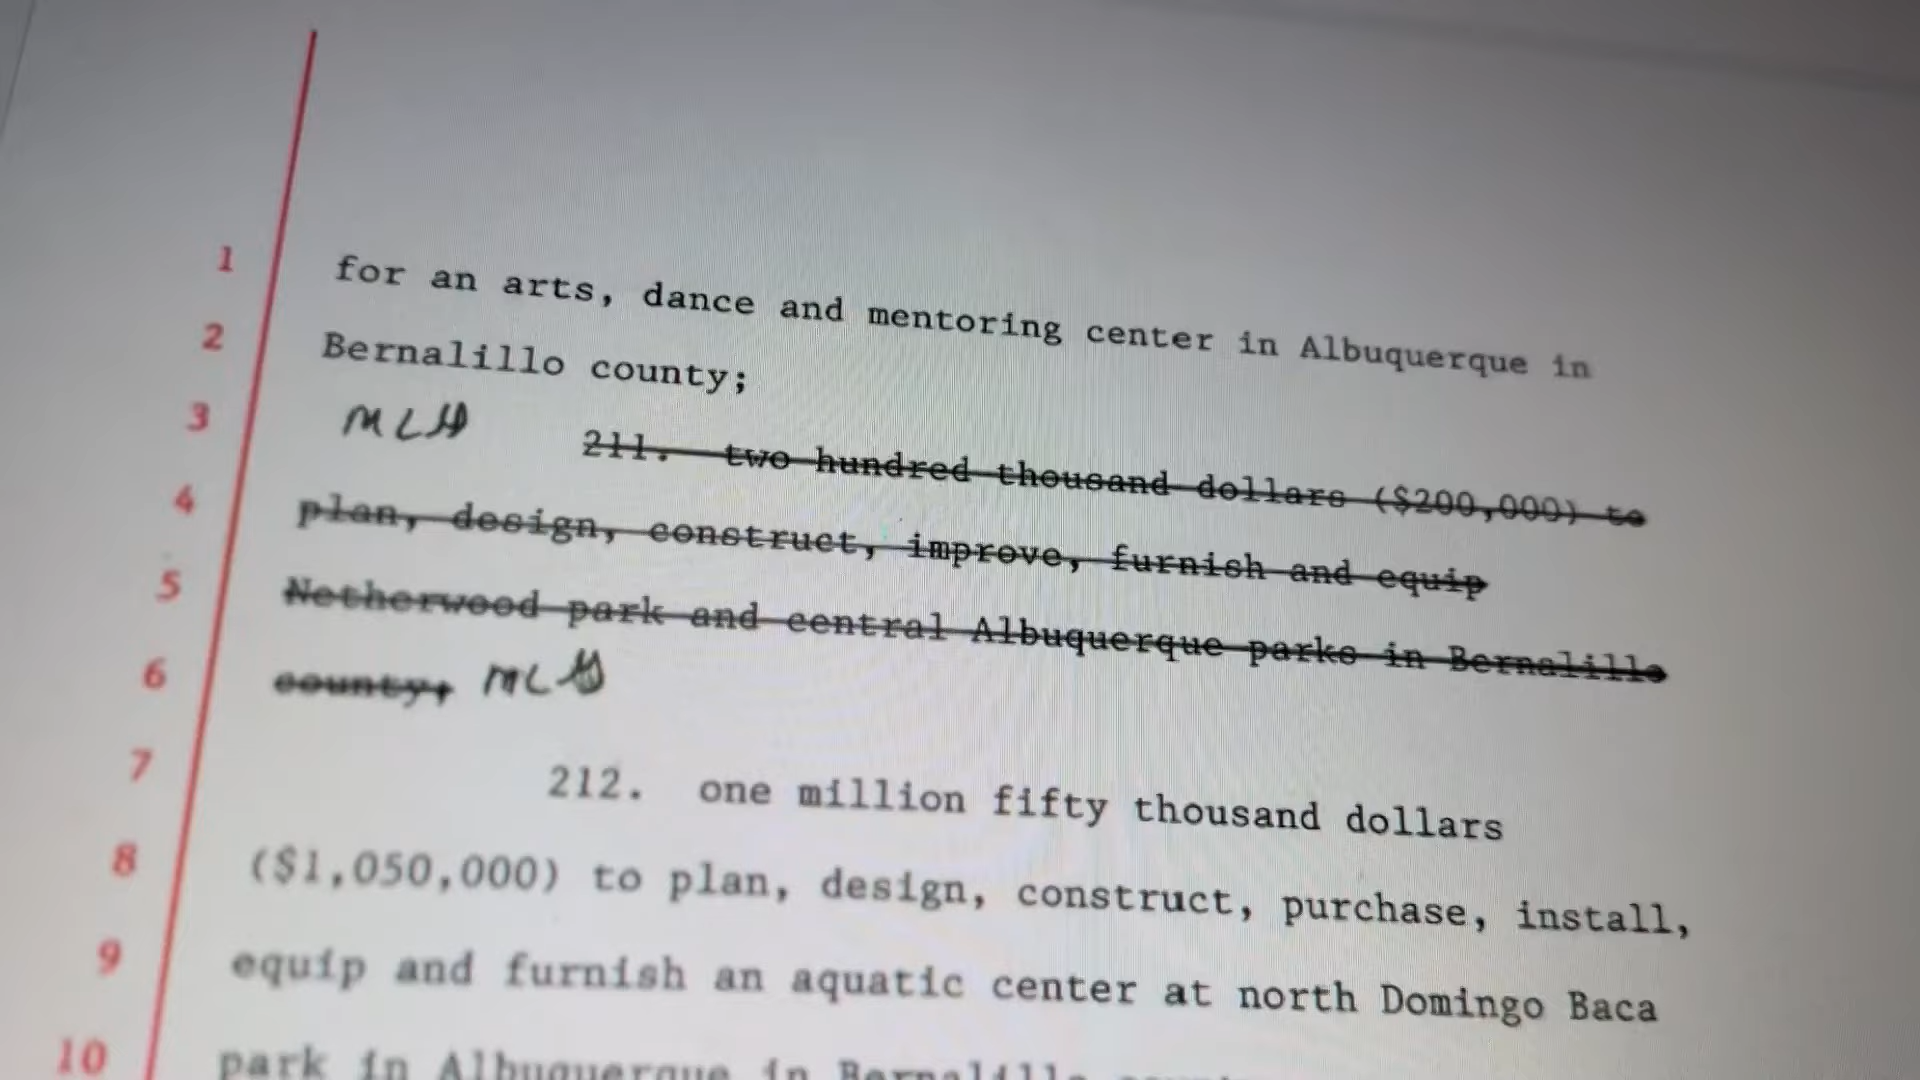 1 for an arts, dance and mentoring center in Albuquerque in
2 Bernalillo county;
3 MLH 211. two hundred thousand dollars ($200,000) to
4 plan, design, construct, improve, furnish and equip
5 Netherwood park and central Albuquerque parks in Bernalillo
6 county; MLH
7 212. one million fifty thousand dollars
8 ($1,050,000) to plan, design, construct, purchase, install,
9 equip and furnish an aquatic center at north Domingo Baca
10 park in Albuquerque in Bernalillo